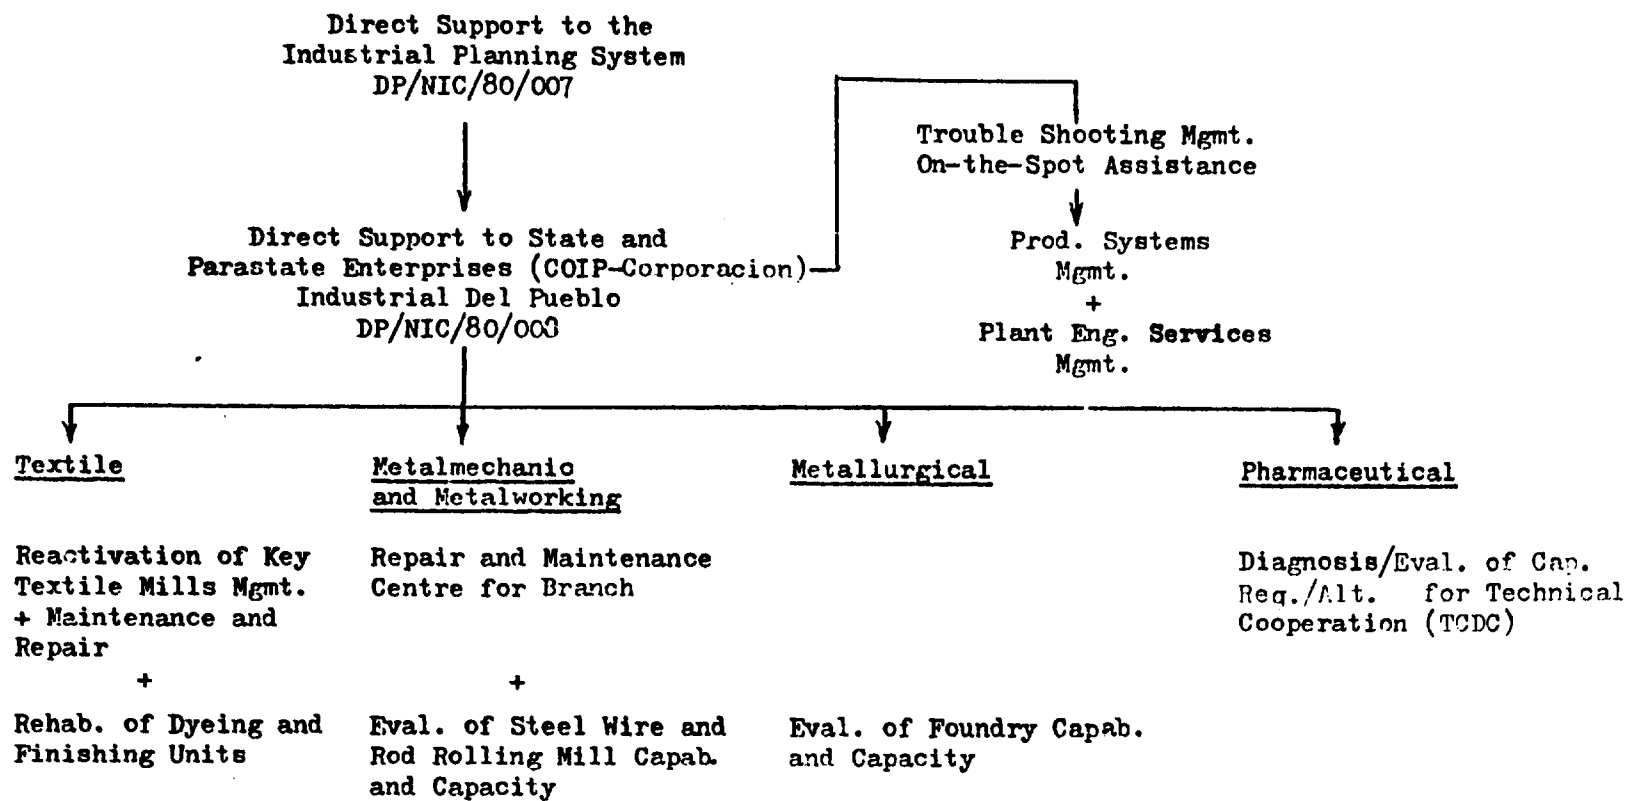 Direct Support to the
Industrial Planning System
DP/NIC/80/007
Trouble Shooting Mgmt.
On-the-Spot Assistance
Prod. Systems
Mgmt.
+
Plant Eng. Services
Mgmt.
Direct Support to State and
Parastate Enterprises (COIP-Corporacion)
Industrial Del Pueblo
DP/NIC/80/003
Textile
Reactivation of Key
Textile Mills Mgmt.
+ Maintenance and
Repair
+
Rehab. of Dyeing and
Finishing Units
Metalmechanic
and Metalworking
Repair and Maintenance
Centre for Branch
+
Eval. of Steel Wire and
Rod Rolling Mill Capab.
and Capacity
Metallurgical
Eval. of Foundry Capab.
and Capacity
Pharmaceutical
Diagnosis/Eval. of Cap.
Req./Alt. for Technical
Cooperation (TCDC)